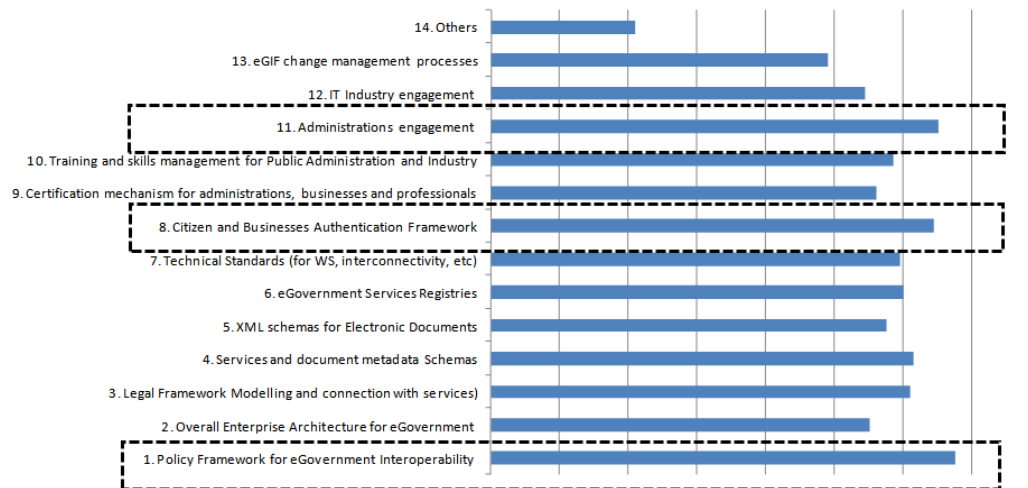 14. Others
13. eGIF change management processes
12. IT Industry engagement
11. Administrations engagement
10. Training and skills management for Public Administration and Industry
9. Certification mechanism for administrations, businesses and professionals
8. Citizen and Businesses Authentication Framework
7. Technical Standards (for WS, interconnectivity, etc)
6. eGovernment Services Registries
5. XML schemas for Electronic Documents
4. Services and document metadata Schemas
3. Legal Framework Modelling and connection with services)
2. Overall Enterprise Architecture for eGovernment
1. Policy Framework for eGovernment Interoperability